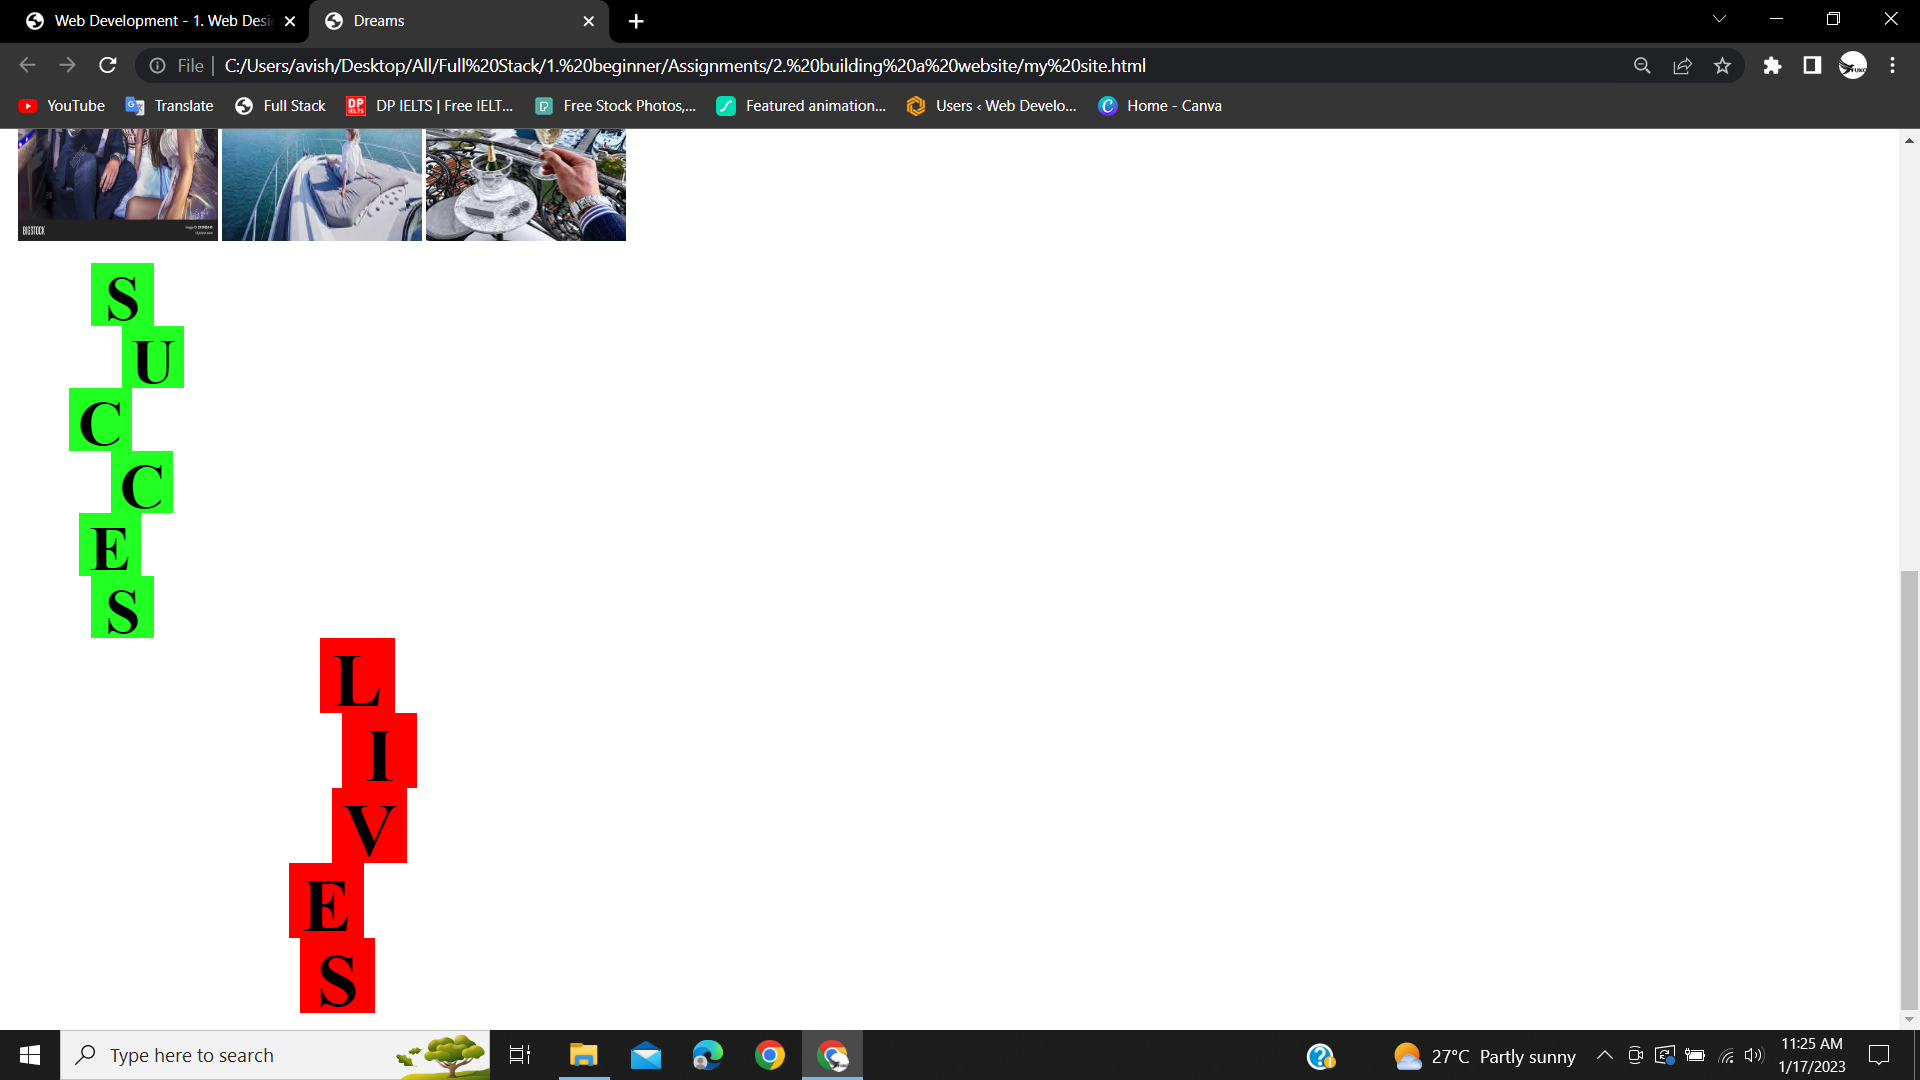 Web Development - 1. Web Desi
Dreams
File
C:/Users/avish/Desktop/All/Full%20Stack/1.%20beginner/Assignments/2.%20building%20a%20website/my%20site.html
YouTube
Translate
Full Stack
DP IELTS | Free IELT...
Free Stock Photos,...
Featured animation...
Users ‹ Web Develo...
Home - Canva
BIGSTOCK
S
U
C
C
E
S
L
I
V
E
S
Type here to search
27°C Partly sunny
11:25 AM
1/17/2023